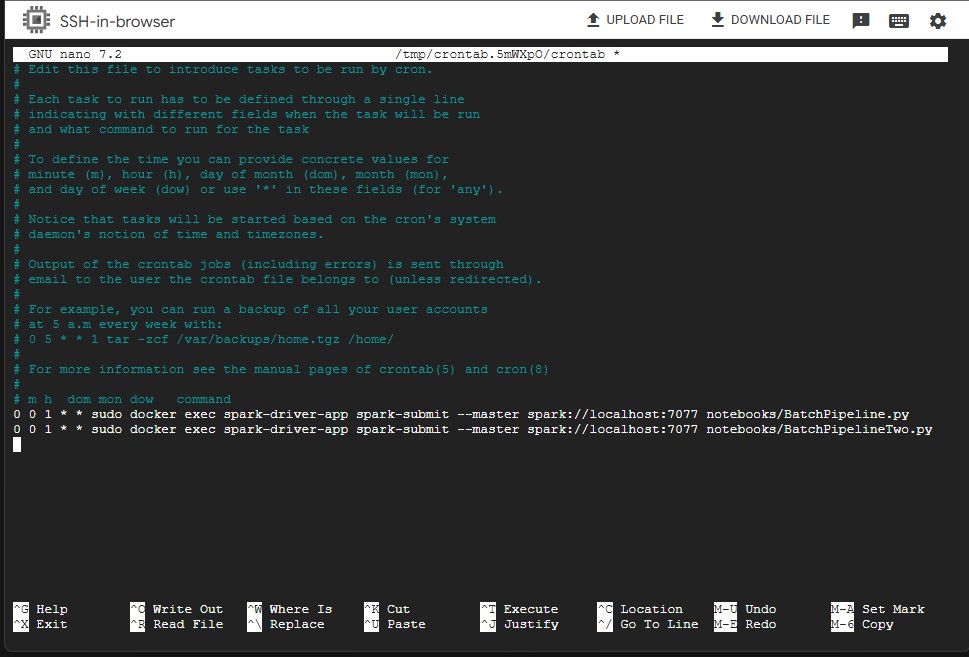 SSH-in-browser UPLOAD FILE DOWNLOAD FILE
GNU nano 7.2 /tmp/crontab.5mWXpO/crontab *
# Edit this file to introduce tasks to be run by cron.
#
# Each task to run has to be defined through a single line
# indicating with different fields when the task will be run
# and what command to run for the task
#
# To define the time you can provide concrete values for
# minute (m), hour (h), day of month (dom), month (mon),
# and day of week (dow) or use '*' in these fields (for 'any').
#
# Notice that tasks will be started based on the cron's system
# daemon's notion of time and timezones.
#
# Output of the crontab jobs (including errors) is sent through
# email to the user the crontab file belongs to (unless redirected).
#
# For example, you can run a backup of all your user accounts
# at 5 a.m every week with:
# 0 5 * * 1 tar -zcf /var/backups/home.tgz /home/
#
# For more information see the manual pages of crontab(5) and cron(8)
#
# m h  dom mon dow   command
0 0 1 * * sudo docker exec spark-driver-app spark-submit --master spark://localhost:7077 notebooks/BatchPipeline.py
0 0 1 * * sudo docker exec spark-driver-app spark-submit --master spark://localhost:7077 notebooks/BatchPipelineTwo.py
^G Help ^O Write Out ^W Where Is ^K Cut ^T Execute ^C Location M-U Undo M-A Set Mark
^X Exit ^R Read File ^\ Replace ^U Paste ^J Justify ^/ Go To Line M-E Redo M-6 Copy